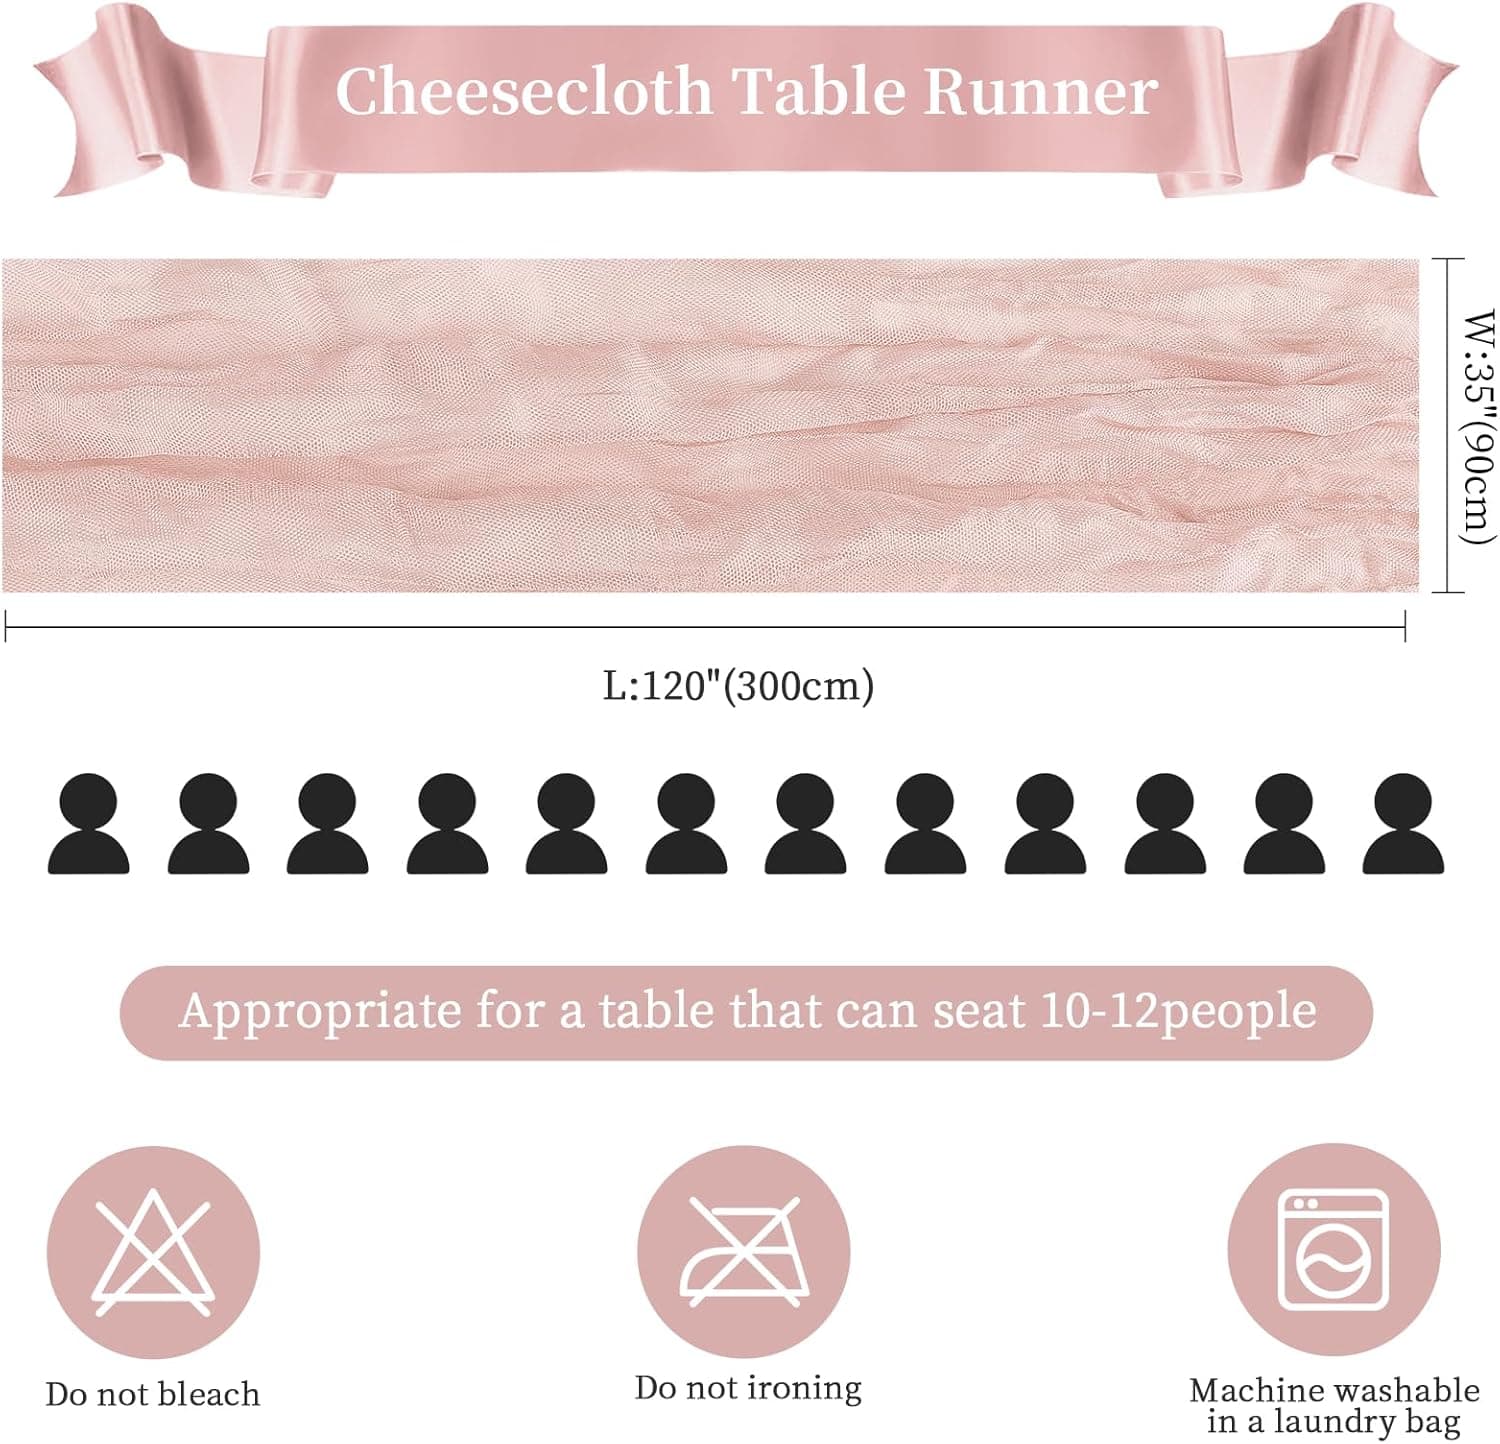 Cheesecloth Table Runner
W:35"(90cm)
L:120"(300cm)
Appropriate for a table that can seat 10-12people
Do not bleach
Do not ironing
Machine washable
in a laundry bag